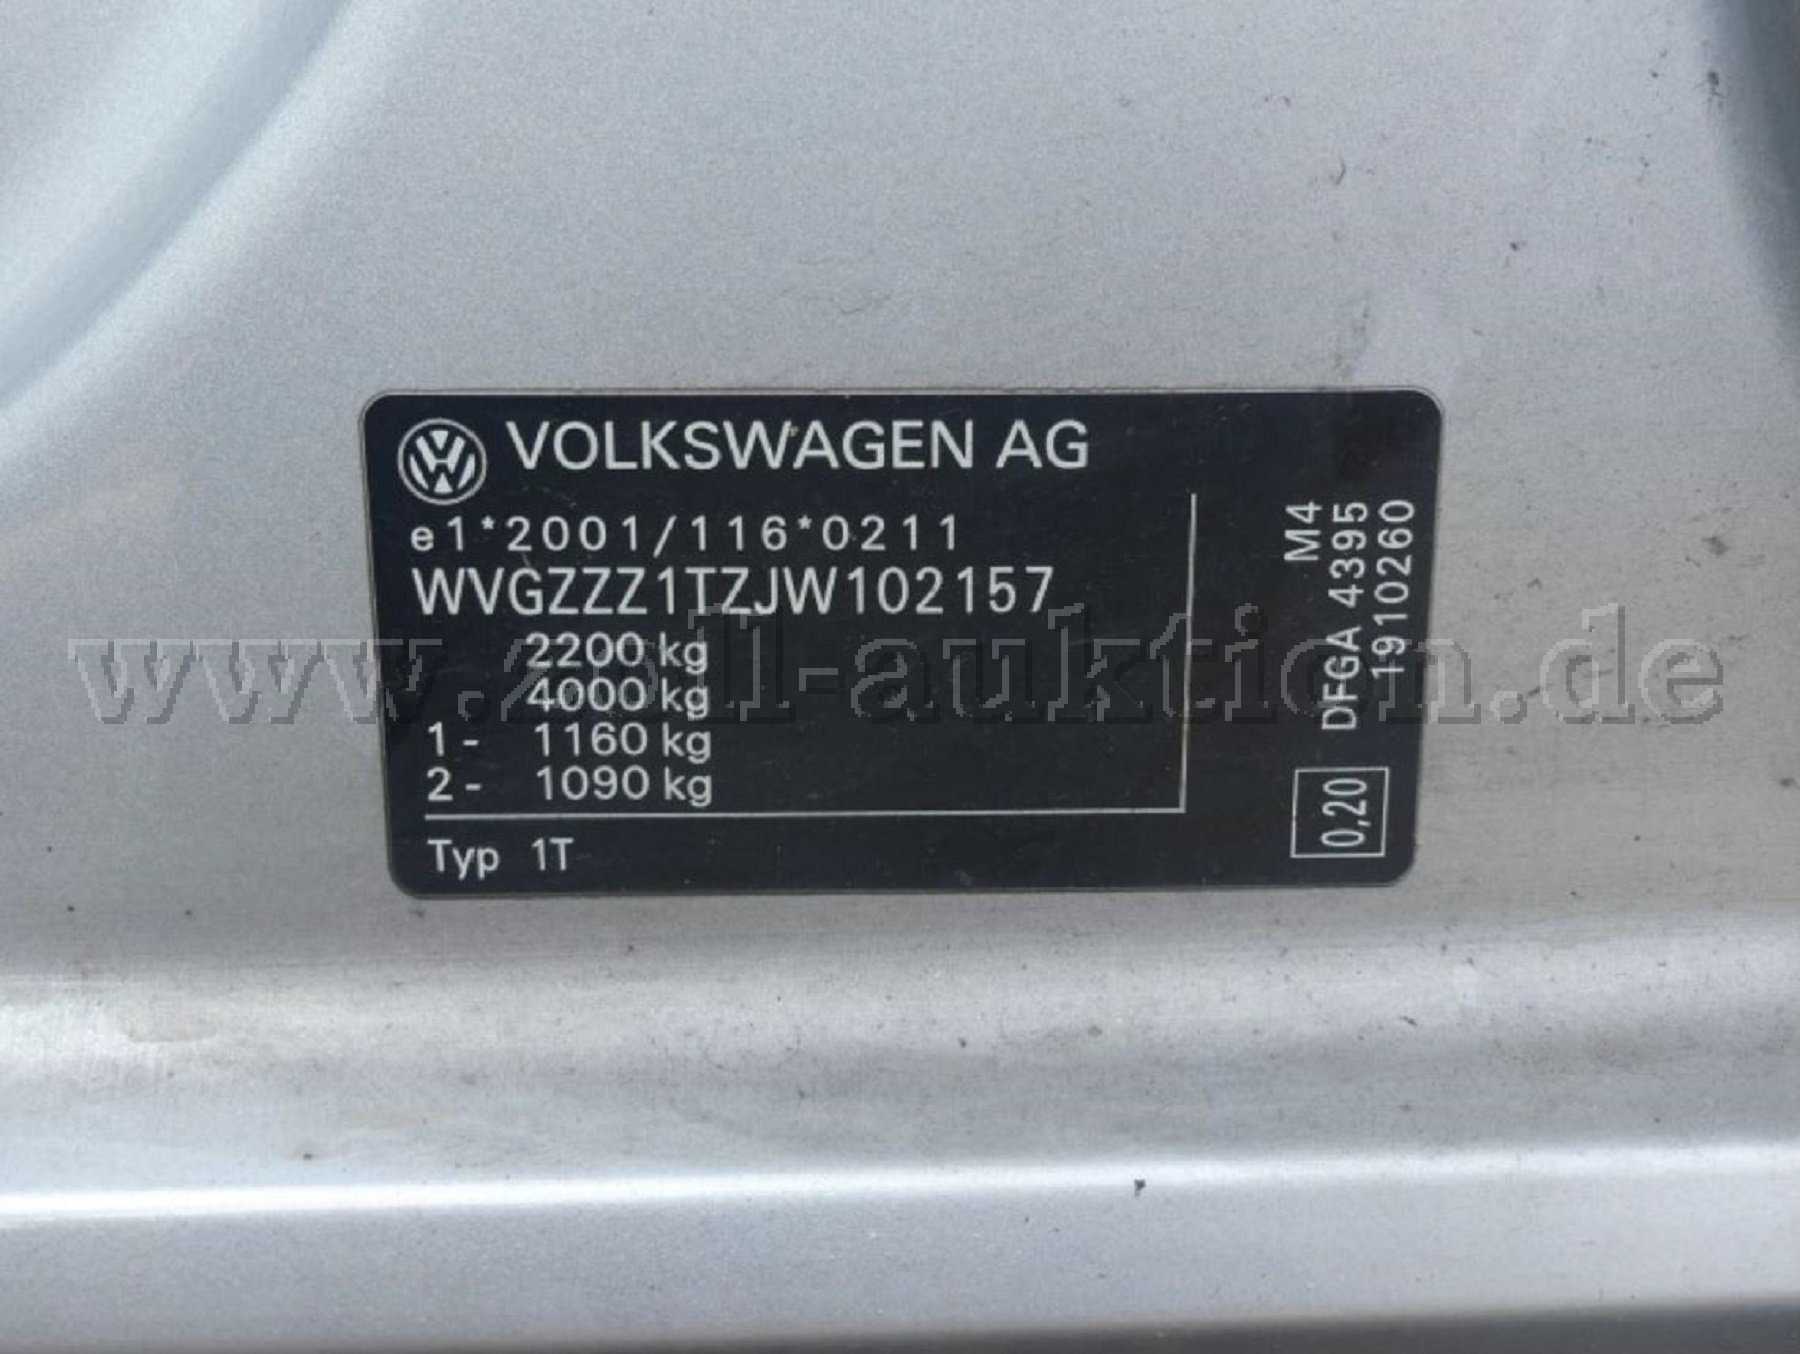 VOLKSWAGEN AG
e1*2001/116*0211
WVGZZZ1TZJW102157
2200 kg
4000 kg
1- 1160 kg
2- 1090 kg
Typ 1T
M4
DFGA 4395
1910260
0,20
www.zoll-auktion.de